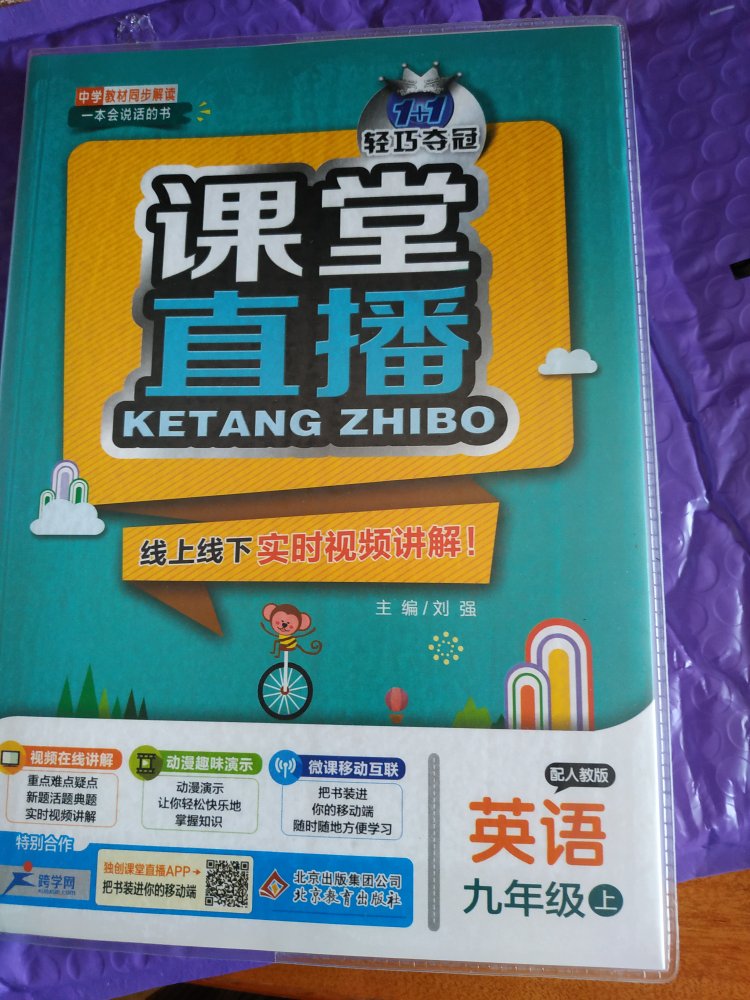 中学教材同步解读
一本会说话的书
1+1
轻巧夺冠
课堂
直播
KETANG ZHIBO
线上线下 实时视频讲解！
主 编/刘 强
视频在线讲解
重点难点疑点
新题活题典题
实时视频讲解
动漫趣味演示
动漫演示
让你轻松快乐地
掌握知识
微课移动互联
把书装进
你的移动端
随时随地方便学习
配人教版
英语
九年级 上
特别合作
跨学网
独创课堂直播APP
把书装进你的移动端
北京出版集团公司
北京教育出版社